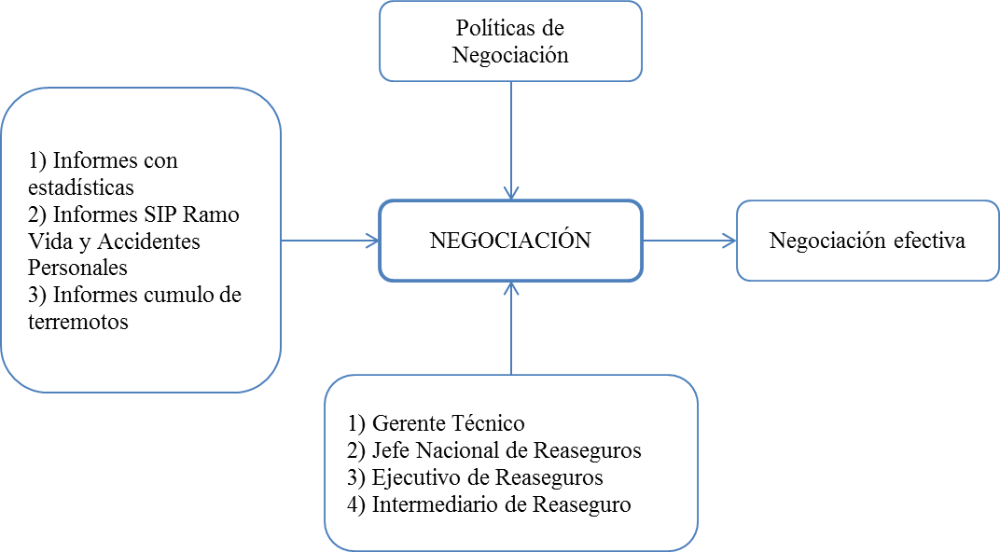 Políticas de
Negociación
1) Informes con
estadísticas
2) Informes SIP Ramo
Vida y Accidentes
Personales
3) Informes cumulo de
terremotos
NEGOCIACIÓN
Negociación efectiva
1) Gerente Técnico
2) Jefe Nacional de Reaseguros
3) Ejecutivo de Reaseguros
4) Intermediario de Reaseguro